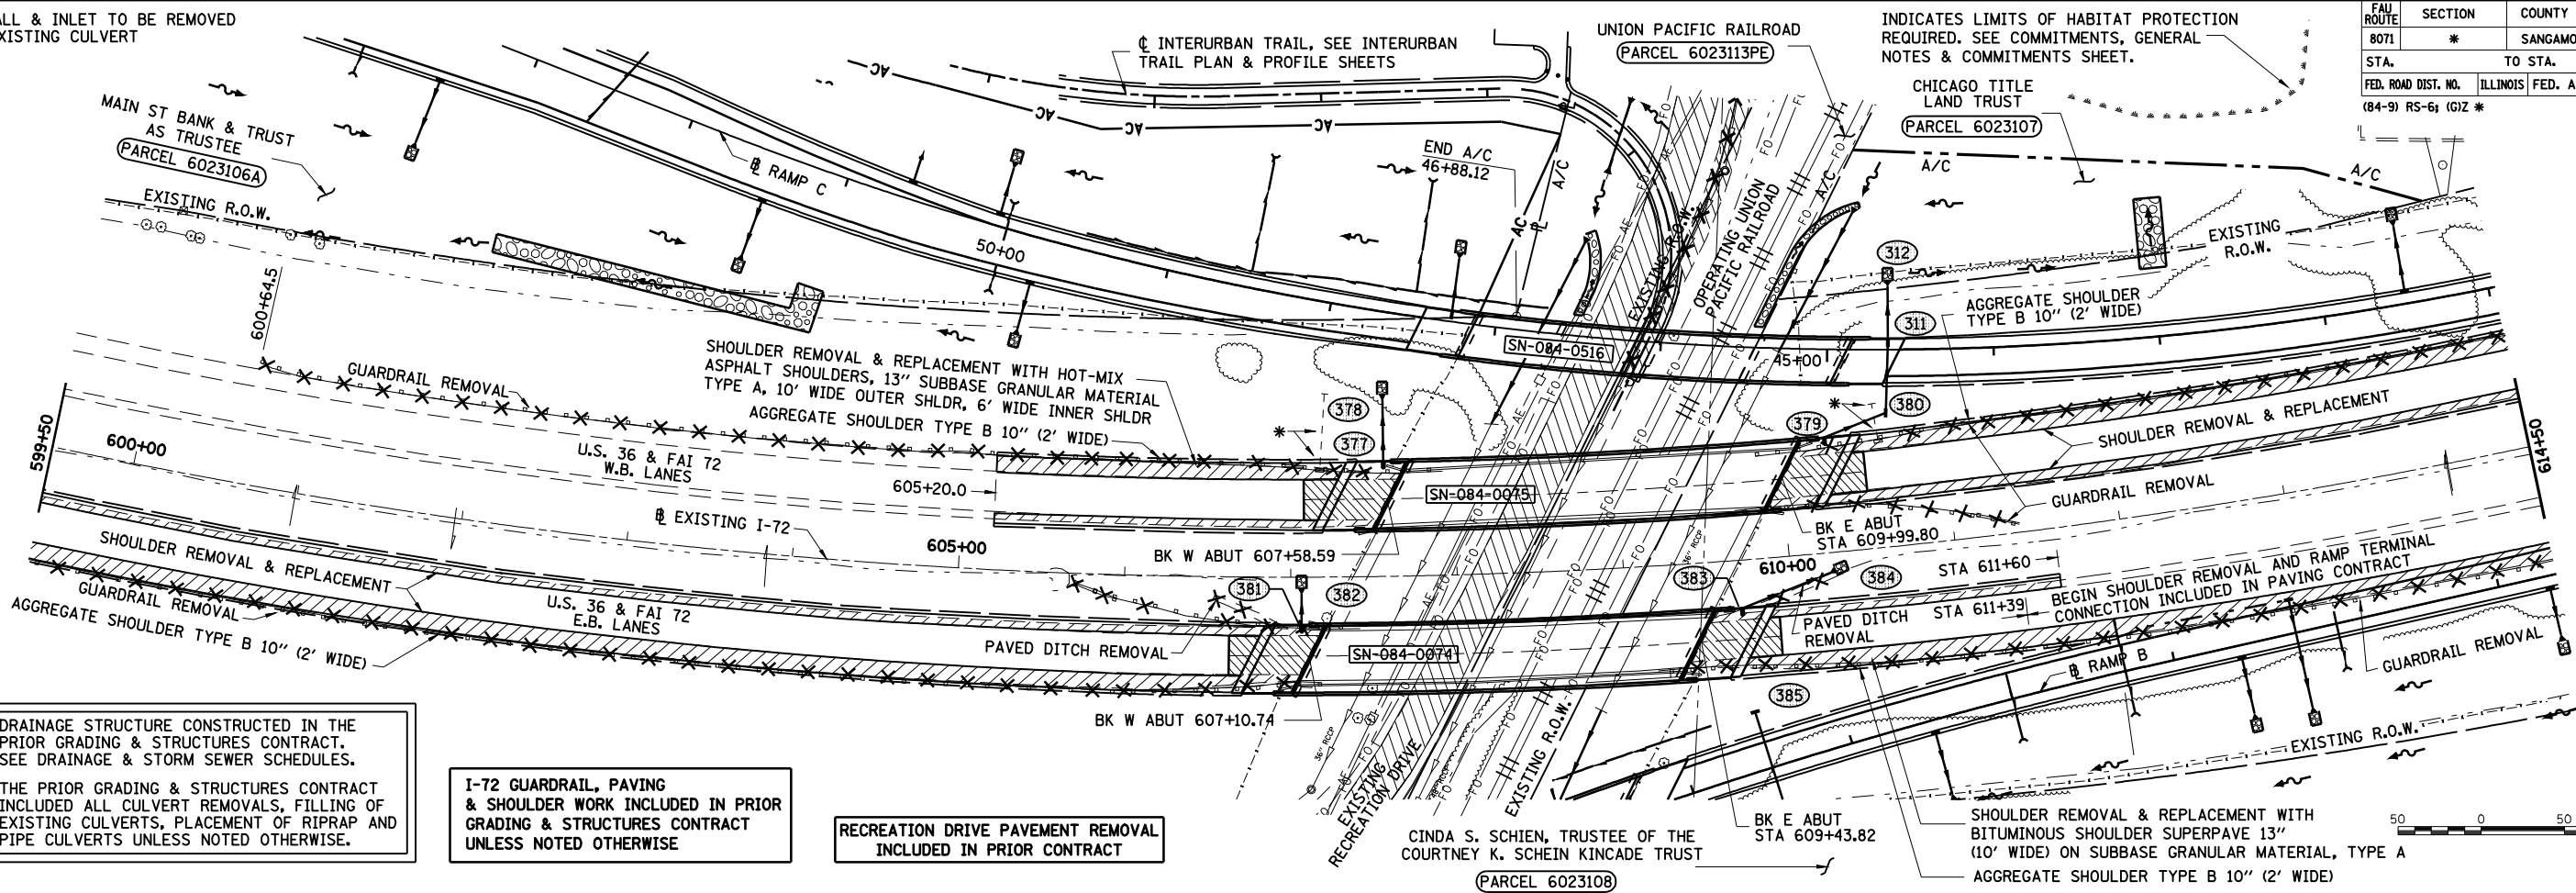 ALL & INLET TO BE REMOVED
EXISTING CULVERT
MAIN ST BANK & TRUST
AS TRUSTEE
PARCEL 6023106A
EXISTING R.O.W.
℄ INTERURBAN TRAIL, SEE INTERURBAN
TRAIL PLAN & PROFILE SHEETS
UNION PACIFIC RAILROAD
PARCEL 6023113PE
INDICATES LIMITS OF HABITAT PROTECTION
REQUIRED. SEE COMMITMENTS, GENERAL
NOTES & COMMITMENTS SHEET.
CHICAGO TITLE
LAND TRUST
PARCEL 6023107
FAU
ROUTE
SECTION
COUNTY
8071
*
SANGAMO
STA.
TO STA.
FED. ROAD DIST. NO.
ILLINOIS
FED. A
(84-9) RS-6; (G)Z *
AC
AC
AC
AC
℄ RAMP C
50+00
END A/C
46+88.12
A/C
AC
PL
PL
EXISTING R.O.W.
OPERATING UNION
PACIFIC RAILROAD
A/C
A/C
A/C
EXISTING
R.O.W.
312
311
AGGREGATE SHOULDER
TYPE B 10" (2' WIDE)
600+64.5
GUARDRAIL REMOVAL
SHOULDER REMOVAL & REPLACEMENT WITH HOT-MIX
ASPHALT SHOULDERS, 13" SUBBASE GRANULAR MATERIAL
TYPE A, 10' WIDE OUTER SHLDR, 6' WIDE INNER SHLDR
AGGREGATE SHOULDER TYPE B 10" (2' WIDE)
SN-084-0516
45+00
378
377
*
*
379
380
SHOULDER REMOVAL & REPLACEMENT
GUARDRAIL REMOVAL
599+50
600+00
U.S. 36 & FAI 72
W.B. LANES
605+20.0
SN-084-0075
614+50
℄ EXISTING I-72
605+00
BK W ABUT 607+58.59
BK E ABUT
STA 609+99.80
610+00
36" RCCP
383
384
STA 611+60
SHOULDER REMOVAL & REPLACEMENT
GUARDRAIL REMOVAL
AGGREGATE SHOULDER TYPE B 10" (2' WIDE)
U.S. 36 & FAI 72
E.B. LANES
381
382
PAVED DITCH REMOVAL
SN-084-0074
PAVED DITCH
REMOVAL
STA 611+39
BEGIN SHOULDER REMOVAL AND RAMP TERMINAL
CONNECTION INCLUDED IN PAVING CONTRACT
℄ RAMP B
GUARDRAIL REMOVAL
385
BK W ABUT 607+10.74
36" RCCP
EXISTING
RECREATION DRIVE
EXISTING R.O.W.
EXISTING R.O.W.
DRAINAGE STRUCTURE CONSTRUCTED IN THE
PRIOR GRADING & STRUCTURES CONTRACT.
SEE DRAINAGE & STORM SEWER SCHEDULES.
THE PRIOR GRADING & STRUCTURES CONTRACT
INCLUDED ALL CULVERT REMOVALS, FILLING OF
EXISTING CULVERTS, PLACEMENT OF RIPRAP AND
PIPE CULVERTS UNLESS NOTED OTHERWISE.
I-72 GUARDRAIL, PAVING
& SHOULDER WORK INCLUDED IN PRIOR
GRADING & STRUCTURES CONTRACT
UNLESS NOTED OTHERWISE
RECREATION DRIVE PAVEMENT REMOVAL
INCLUDED IN PRIOR CONTRACT
CINDA S. SCHIEN, TRUSTEE OF THE
COURTNEY K. SCHEIN KINCADE TRUST
PARCEL 6023108
BK E ABUT
STA 609+43.82
SHOULDER REMOVAL & REPLACEMENT WITH
BITUMINOUS SHOULDER SUPERPAVE 13"
(10' WIDE) ON SUBBASE GRANULAR MATERIAL, TYPE A
AGGREGATE SHOULDER TYPE B 10" (2' WIDE)
50
0
50